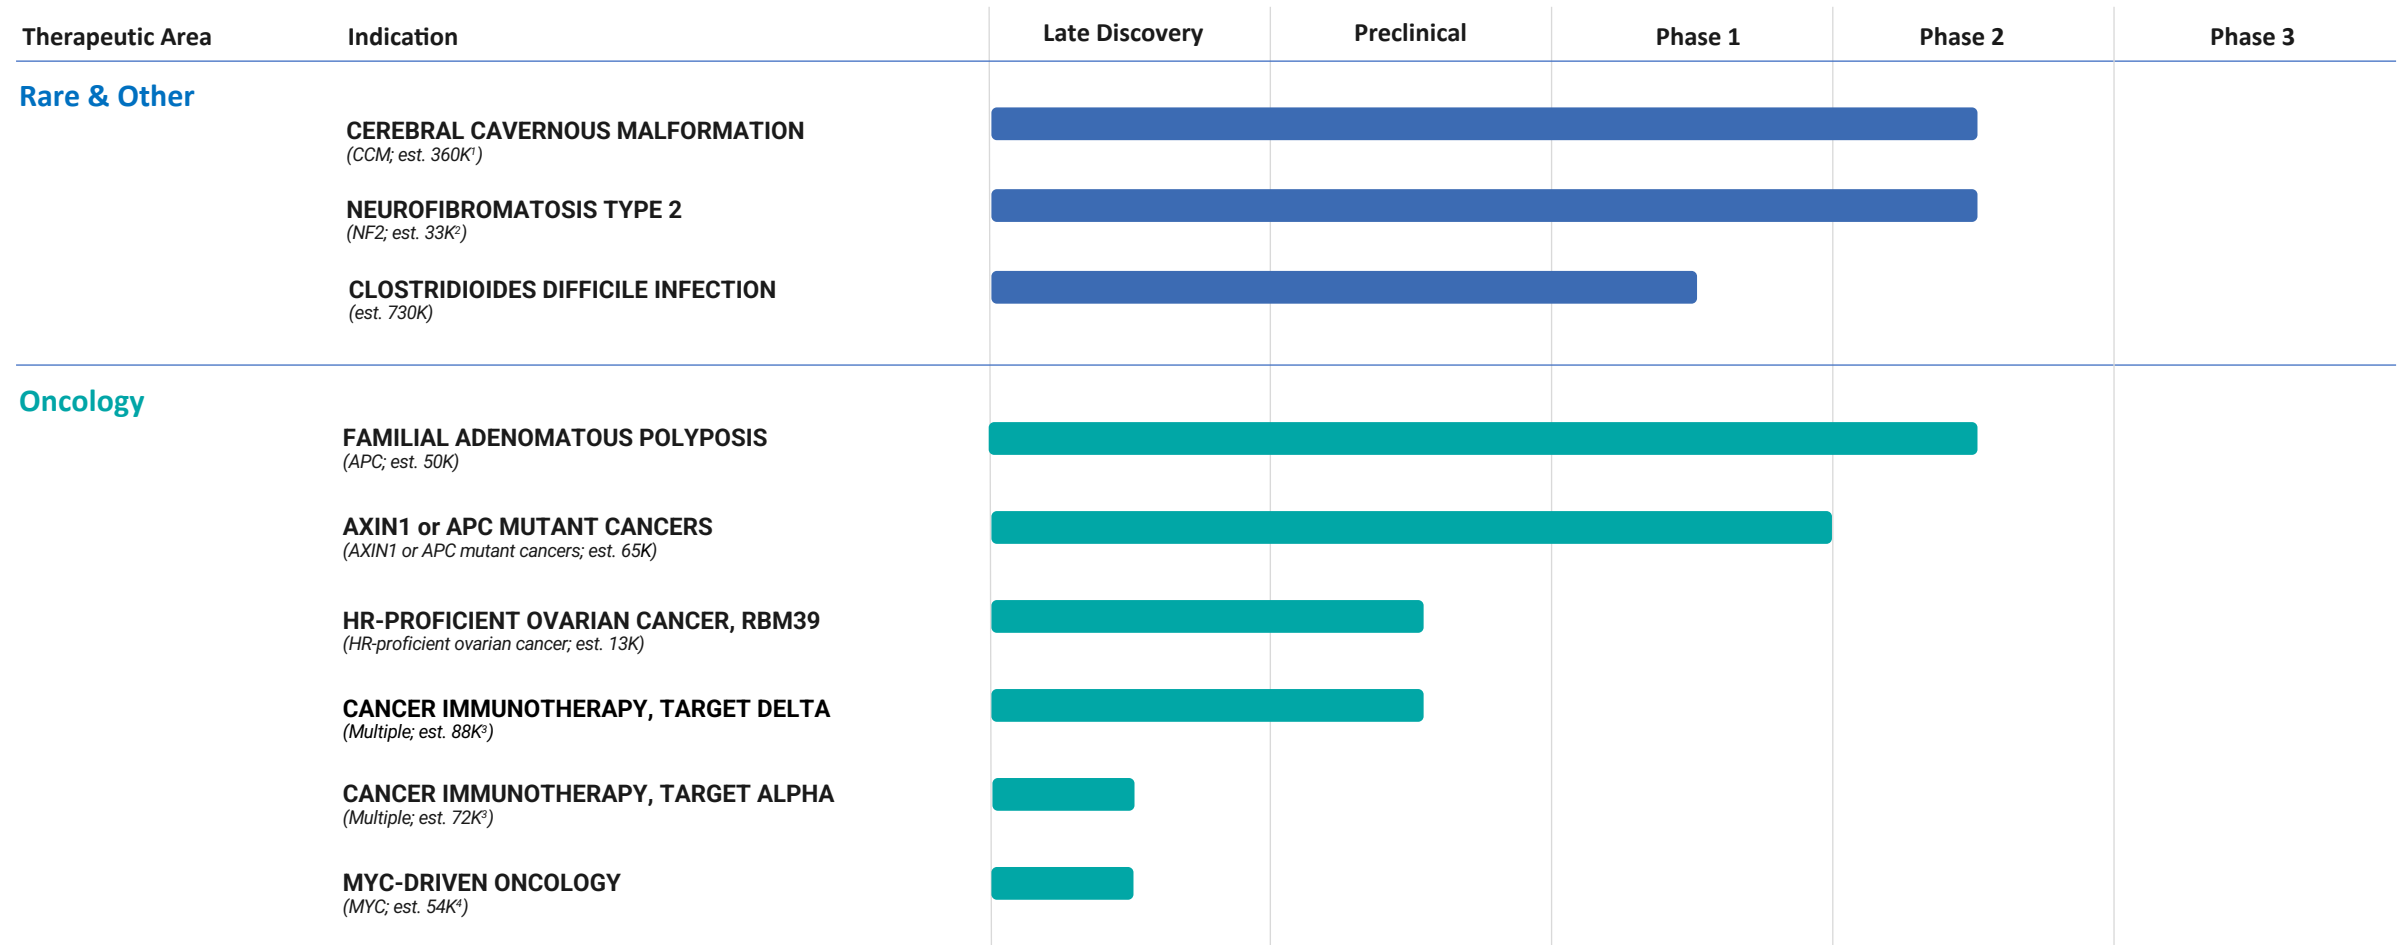 Therapeutic Area Indication Late Discovery Preclinical Phase 1 Phase 2 Phase 3
Rare & Other
CEREBRAL CAVERNOUS MALFORMATION
(CCM; est. 360K¹)
NEUROFIBROMATOSIS TYPE 2
(NF2; est. 33K²)
CLOSTRIDIOIDES DIFFICILE INFECTION
(est. 730K)
Oncology
FAMILIAL ADENOMATOUS POLYPOSIS
(APC; est. 50K)
AXIN1 or APC MUTANT CANCERS
(AXIN1 or APC mutant cancers; est. 65K)
HR-PROFICIENT OVARIAN CANCER, RBM39
(HR-proficient ovarian cancer; est. 13K)
CANCER IMMUNOTHERAPY, TARGET DELTA
(Multiple; est. 88K³)
CANCER IMMUNOTHERAPY, TARGET ALPHA
(Multiple; est. 72K³)
MYC-DRIVEN ONCOLOGY
(MYC; est. 54K⁴)